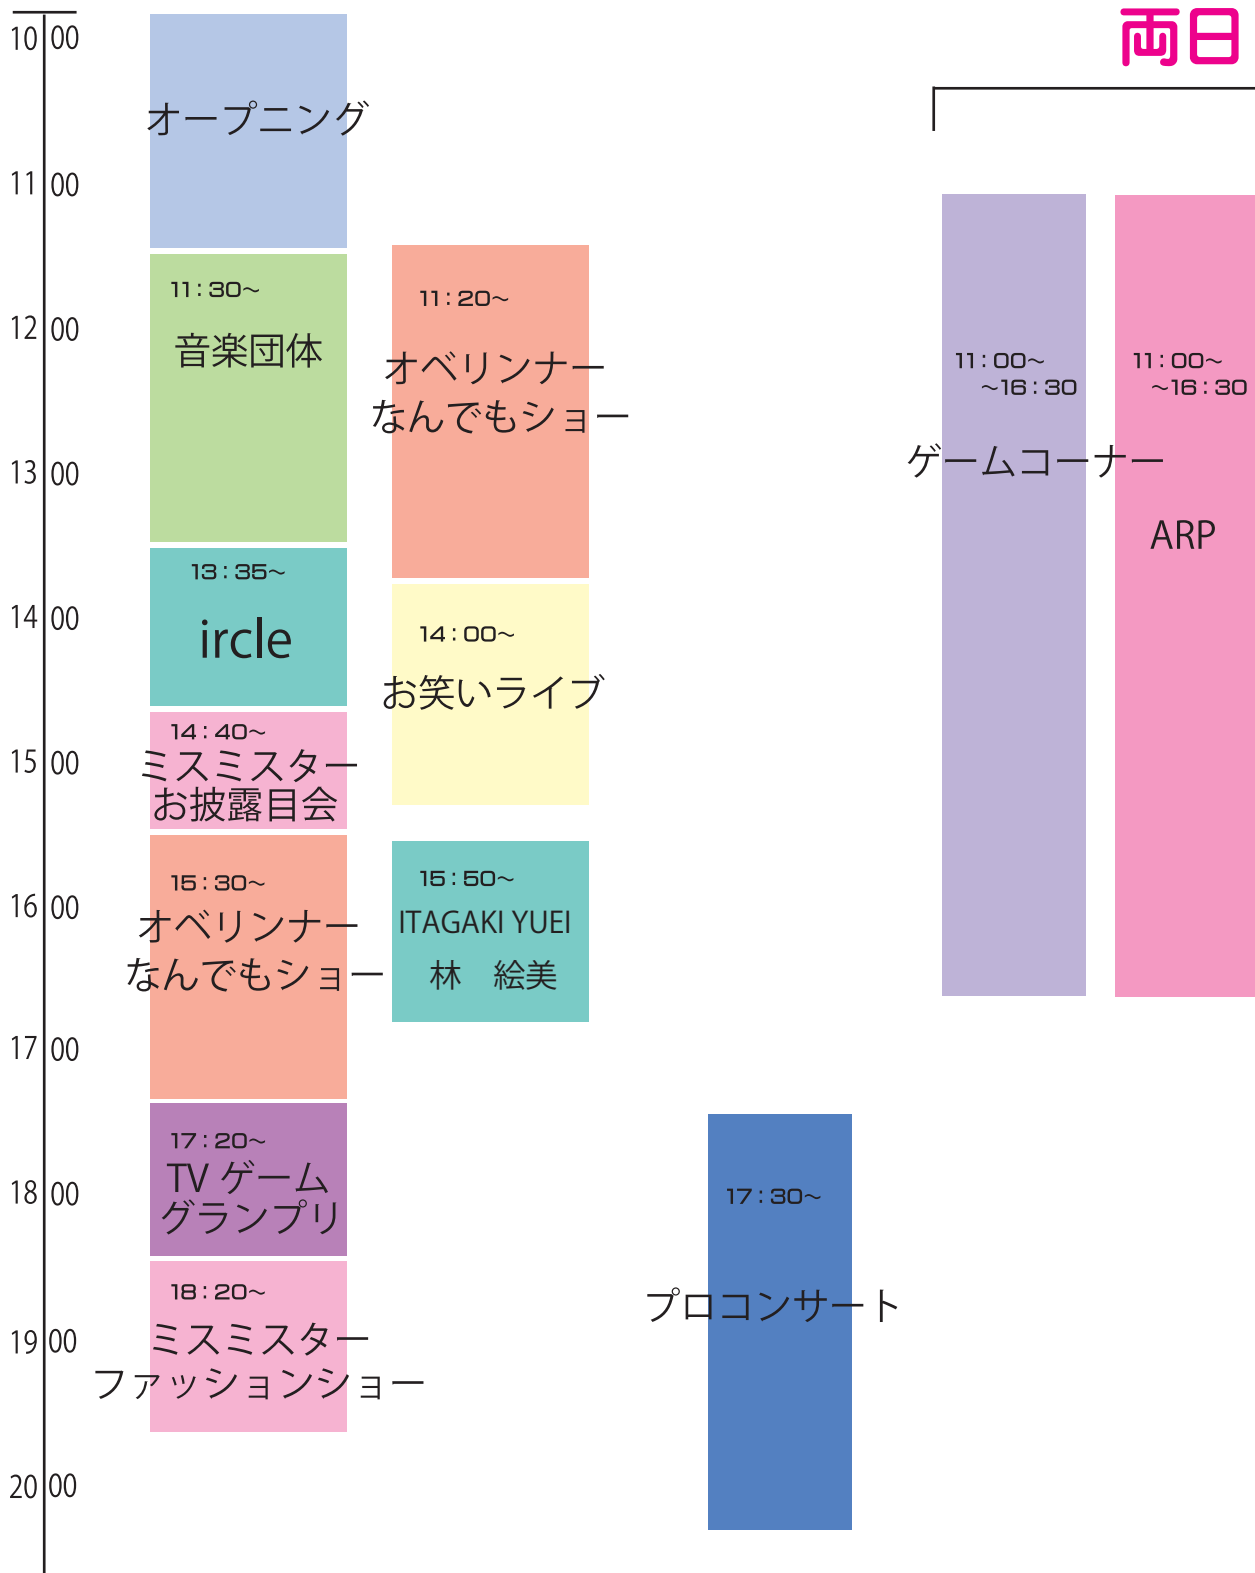 両日
10 00
11 00
12 00
13 00
14 00
15 00
16 00
17 00
18 00
19 00
20 00
オープニング
11:30～
音楽団体
13:35～
ircle
14:40～
ミスミスター
お披露目会
15:30～
オベリンナー
なんでもショー
17:20～
TV ゲーム
グランプリ
18:20～
ミスミスター
ファッションショー
11:20～
オベリンナー
なんでもショー
14:00～
お笑いライブ
15:50～
ITAGAKI YUEI
林　絵美
17:30～
プロコンサート
11:00～
～16:30
ゲームコーナー
11:00～
～16:30
ARP